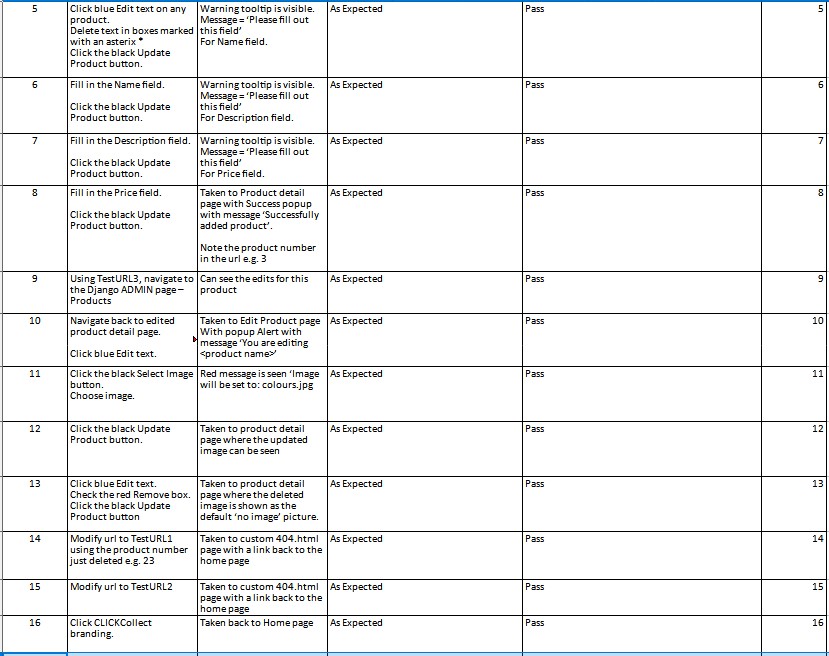 5
Click blue Edit text on any
product.
Delete text in boxes marked
with an asterix *
Click the black Update
Product button.
Warning tooltip is visible.
Message = ‘Please fill out
this field’
For Name field.
As Expected
Pass
5
6
Fill in the Name field.
Click the black Update
Product button.
Warning tooltip is visible.
Message = ‘Please fill out
this field’
For Description field.
As Expected
Pass
6
7
Fill in the Description field.
Click the black Update
Product button.
Warning tooltip is visible.
Message = ‘Please fill out
this field’
For Price field.
As Expected
Pass
7
8
Fill in the Price field.
Click the black Update
Product button.
Taken to Product detail
page with Success popup
with message ‘Successfully
added product’.
Note the product number
in the url e.g. 3
As Expected
Pass
8
9
Using TestURL3, navigate to
the Django ADMIN page –
Products
Can see the edits for this
product
As Expected
Pass
9
10
Navigate back to edited
product detail page.
Click blue Edit text.
Taken to Edit Product page
With popup Alert with
message ‘You are editing
<product name>’
As Expected
Pass
10
11
Click the black Select Image
button.
Choose image.
Red message is seen ‘Image
will be set to: colours.jpg
As Expected
Pass
11
12
Click the black Update
Product button.
Taken to product detail
page where the updated
image can be seen
As Expected
Pass
12
13
Click blue Edit text.
Check the red Remove box.
Click the black Update
Product button
Taken to product detail
page where the deleted
image is shown as the
default ‘no image’ picture.
As Expected
Pass
13
14
Modify url to TestURL1
using the product number
just deleted e.g. 23
Taken to custom 404.html
page with a link back to the
home page
As Expected
Pass
14
15
Modify url to TestURL2
Taken to custom 404.html
page with a link back to the
home page
As Expected
Pass
15
16
Click CLICKCollect
branding.
Taken back to Home page
As Expected
Pass
16